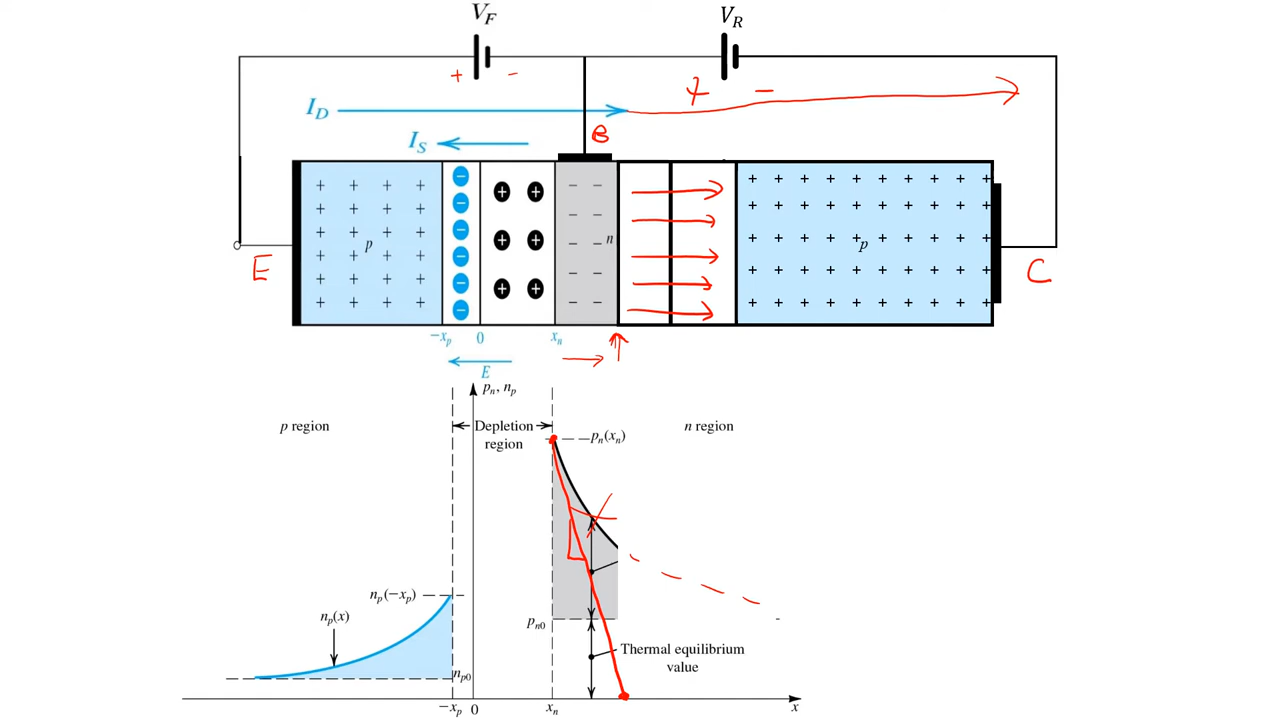 V_F V_R
+ −
+ −
I_D
B
I_S
E p n p C
−x_p 0 x_n
E
p_n, n_p
p region Depletion region n region
p_n(x_n)
n_p(−x_p)
n_p(x)
p_n0
Thermal equilibrium
value
n_p0
−x_p 0 x_n x